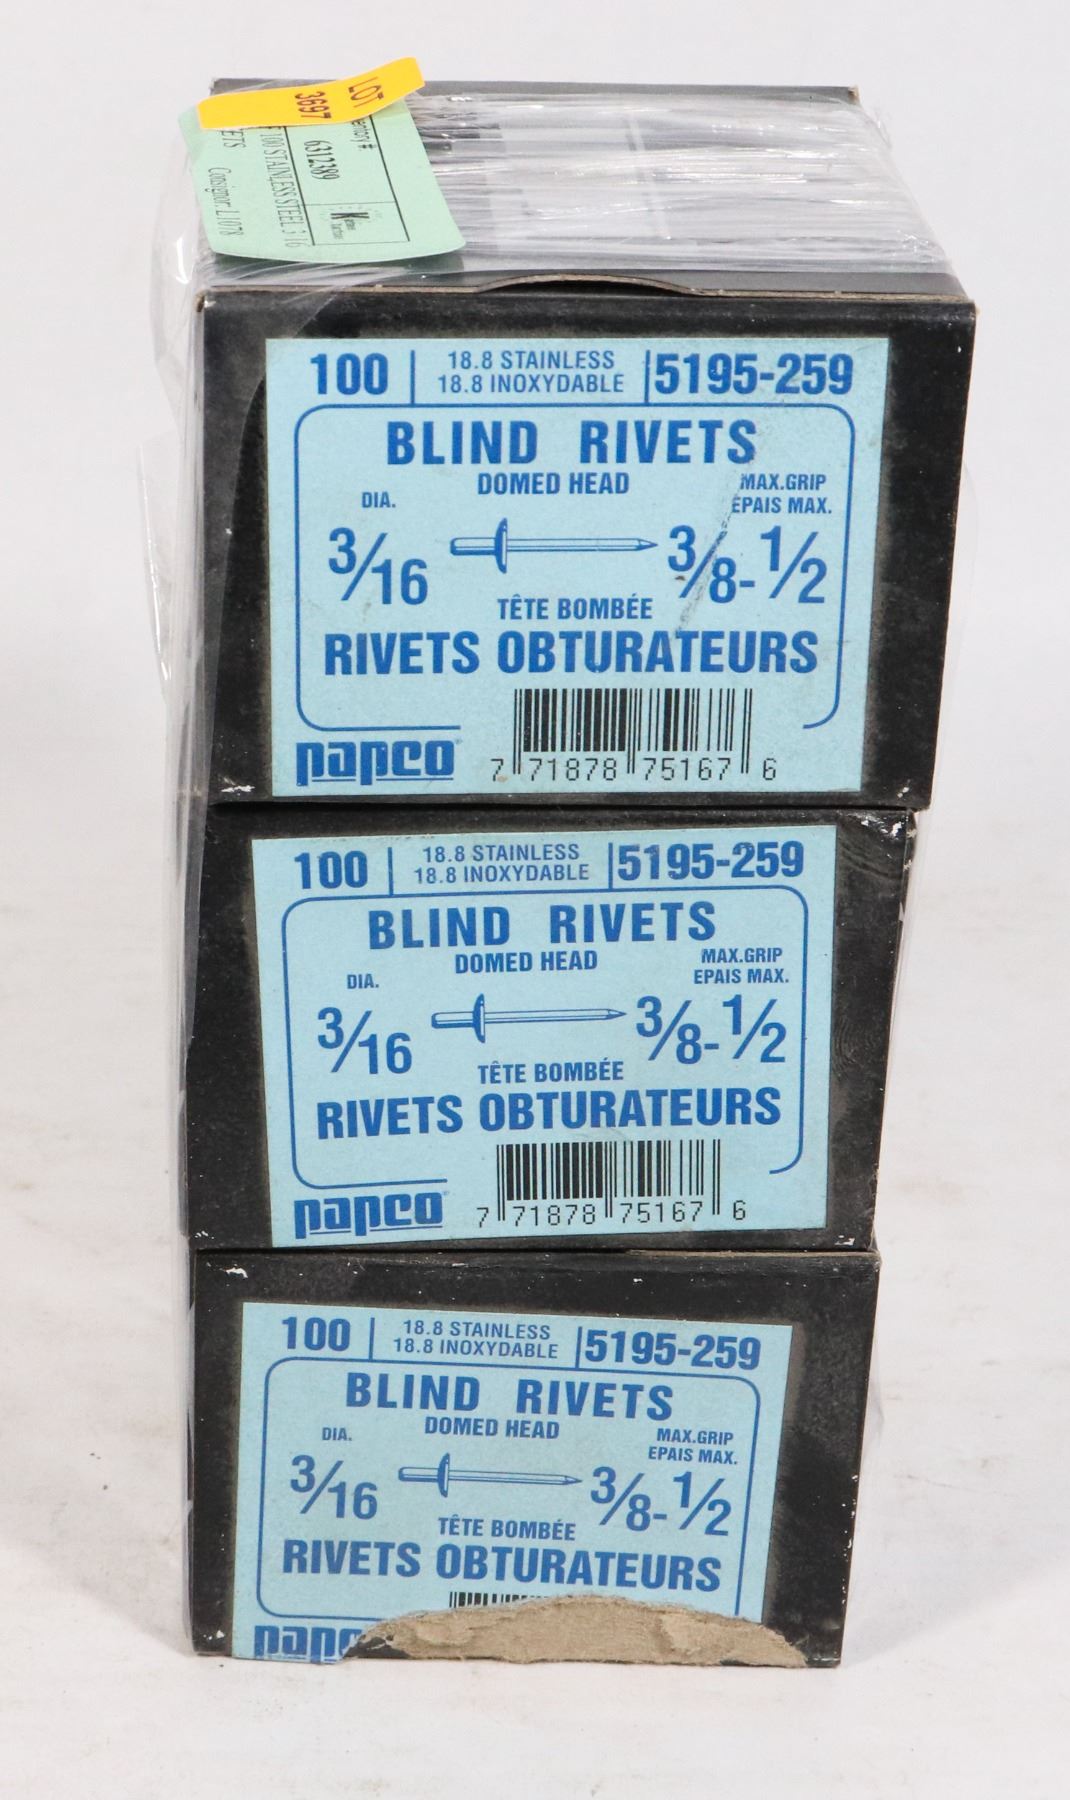 LOT
3697
6312389
100 STAINLESS STEEL 3 16
Consignor: L1078
100 18.8 STAINLESS 5195-259
18.8 INOXYDABLE
BLIND RIVETS
DOMED HEAD
DIA. MAX.GRIP
EPAIS MAX.
3/16 3/8-1/2
TÊTE BOMBÉE
RIVETS OBTURATEURS
papco 7 71878 75167 6
100 18.8 STAINLESS 5195-259
18.8 INOXYDABLE
BLIND RIVETS
DOMED HEAD
DIA. MAX.GRIP
EPAIS MAX.
3/16 3/8-1/2
TÊTE BOMBÉE
RIVETS OBTURATEURS
papco 7 71878 75167 6
100 18.8 STAINLESS 5195-259
18.8 INOXYDABLE
BLIND RIVETS
DOMED HEAD
DIA. MAX.GRIP
EPAIS MAX.
3/16 3/8-1/2
TÊTE BOMBÉE
RIVETS OBTURATEURS